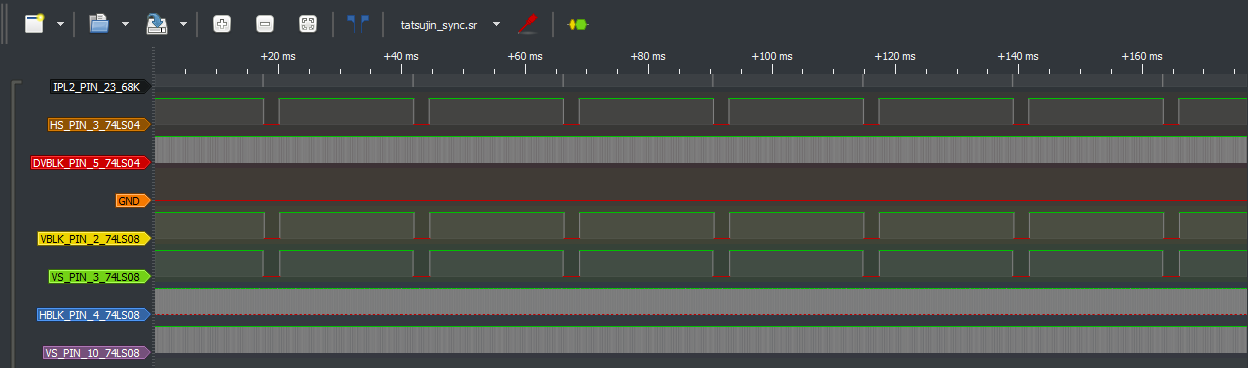 tatsujin_sync.sr
+20 ms +40 ms +60 ms +80 ms +100 ms +120 ms +140 ms +160 ms
IPL2_PIN_23_68K
HS_PIN_3_74LS04
DVBLK_PIN_5_74LS04
GND
VBLK_PIN_2_74LS08
VS_PIN_3_74LS08
HBLK_PIN_4_74LS08
VS_PIN_10_74LS08